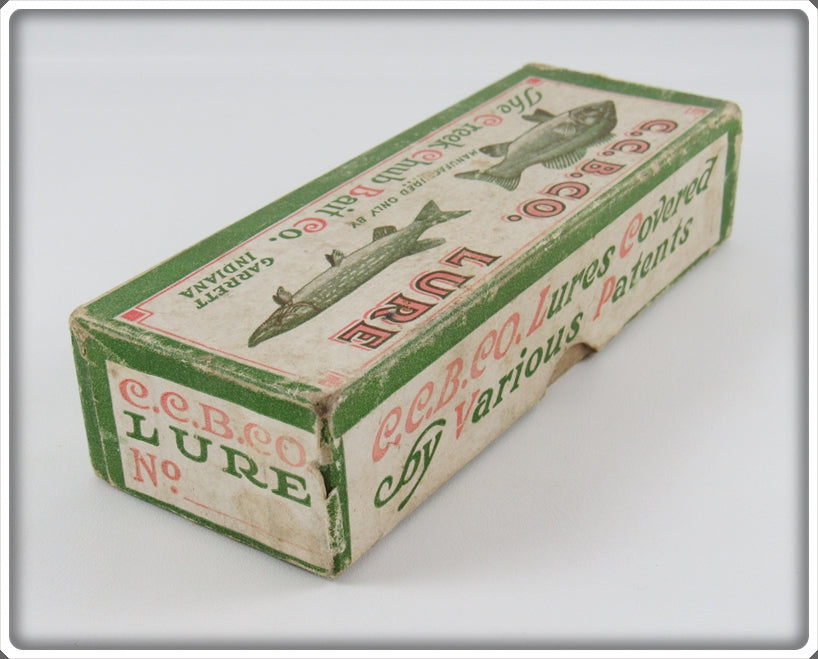 C.C.B.CO. LURE
MANUFACTURED ONLY BY
The Creek Chub Bait Co.
GARRETT
INDIANA
C.C.B.CO. Lures Covered
by Various Patents
C.C.B.CO.
LURE
No.